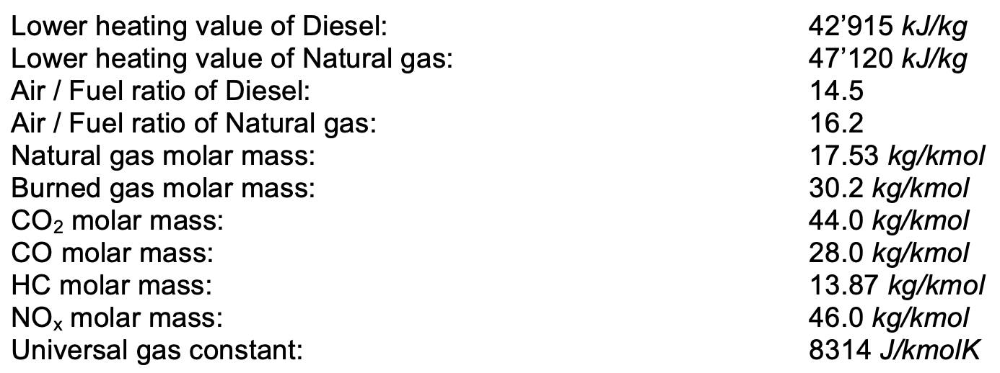 Lower heating value of Diesel: 42’915 kJ/kg
Lower heating value of Natural gas: 47’120 kJ/kg
Air / Fuel ratio of Diesel: 14.5
Air / Fuel ratio of Natural gas: 16.2
Natural gas molar mass: 17.53 kg/kmol
Burned gas molar mass: 30.2 kg/kmol
CO₂ molar mass: 44.0 kg/kmol
CO molar mass: 28.0 kg/kmol
HC molar mass: 13.87 kg/kmol
NOₓ molar mass: 46.0 kg/kmol
Universal gas constant: 8314 J/kmolK